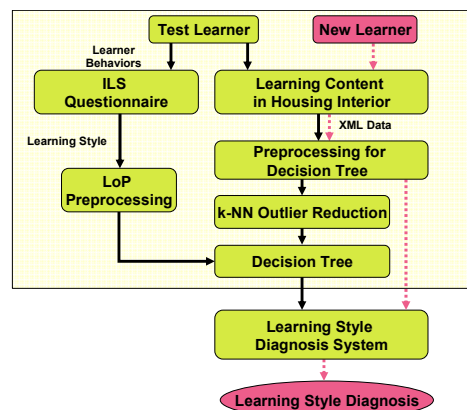 Test Learner
New Learner
Learner
Behaviors
ILS
Questionnaire
Learning Content
in Housing Interior
XML Data
Learning Style
Preprocessing for
Decision Tree
LoP
Preprocessing
k-NN Outlier Reduction
Decision Tree
Learning Style
Diagnosis System
Learning Style Diagnosis